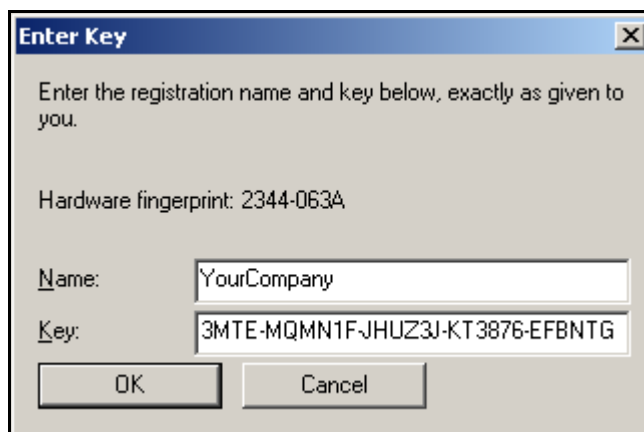 Enter Key
Enter the registration name and key below, exactly as given to
you.
Hardware fingerprint: 2344-063A
Name: YourCompany
Key: 3MTE-MQMN1F-JHUZ3J-KT3876-EFBNTG
OK Cancel